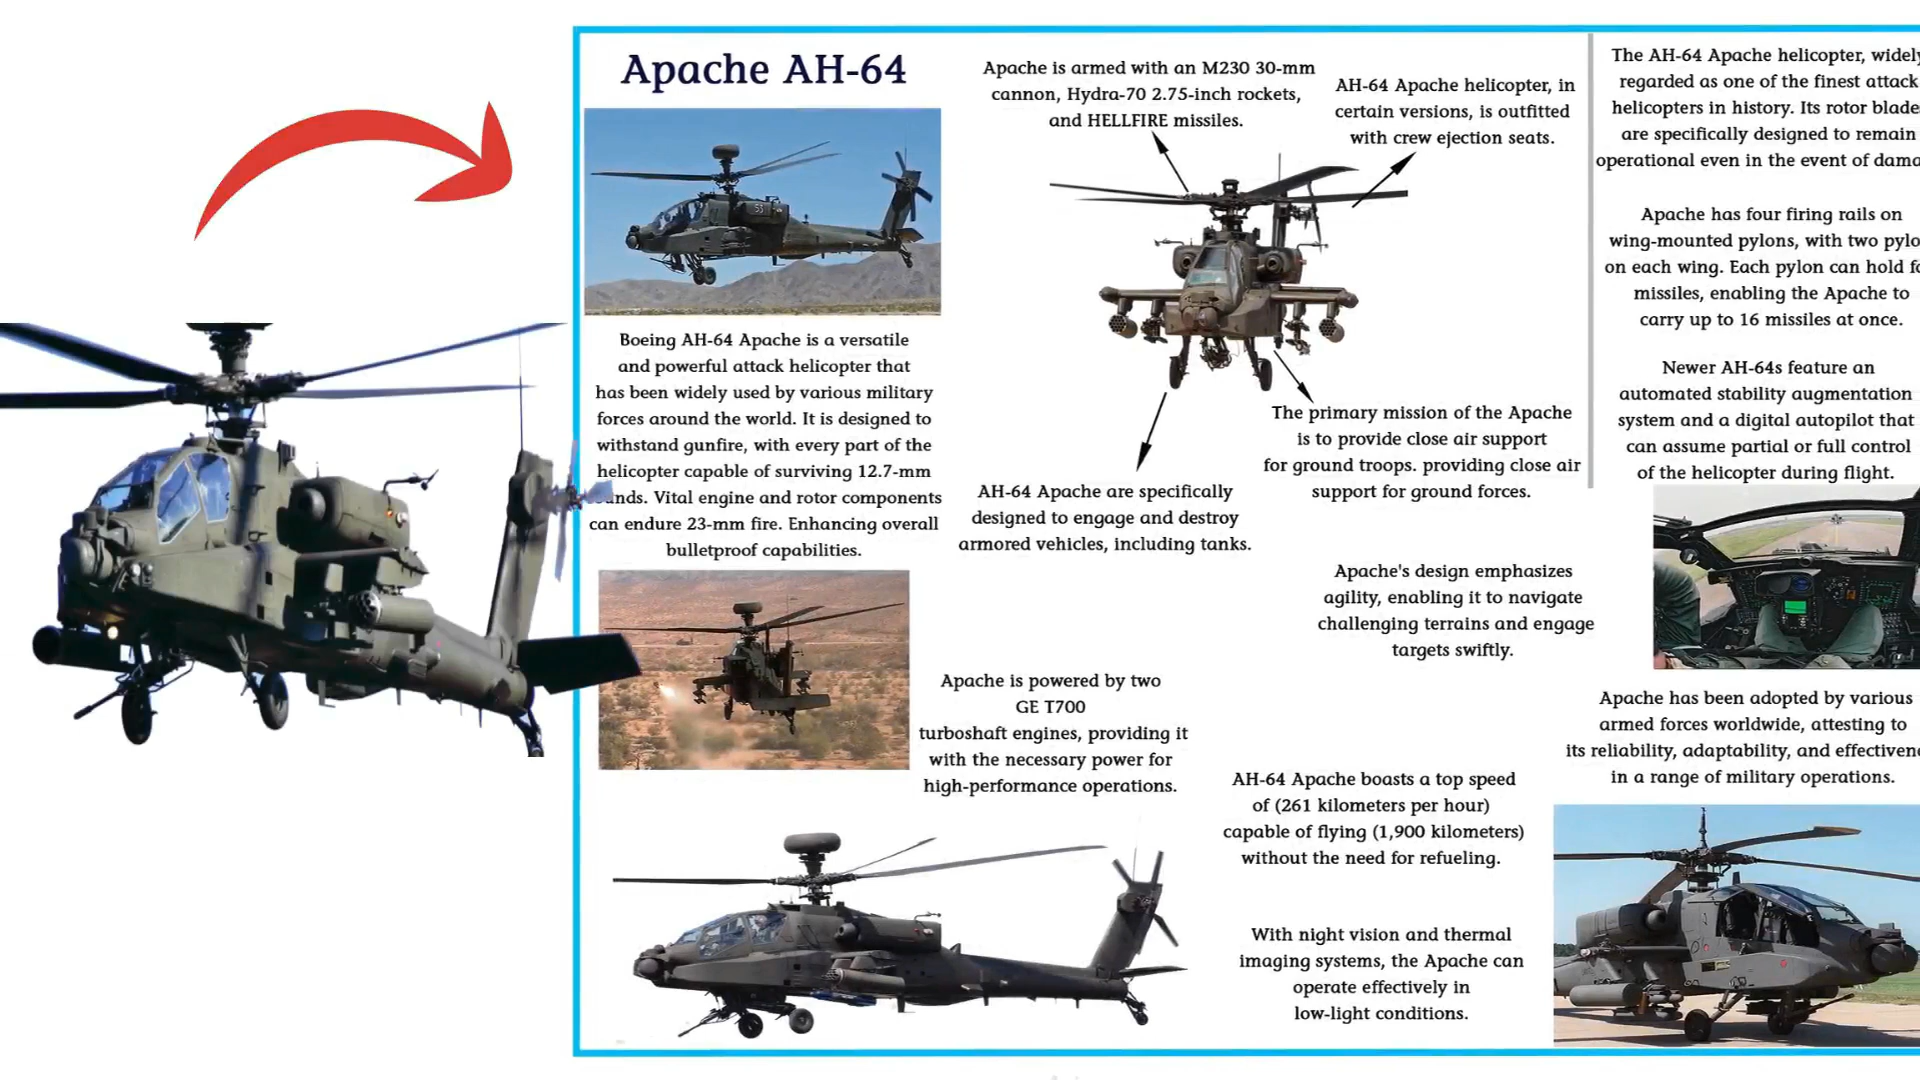 Apache AH-64
Boeing AH-64 Apache is a versatile
and powerful attack helicopter that
has been widely used by various military
forces around the world. It is designed to
withstand gunfire, with every part of the
helicopter capable of surviving 12.7-mm
unds. Vital engine and rotor components
can endure 23-mm fire. Enhancing overall
bulletproof capabilities.
Apache is armed with an M230 30-mm
cannon, Hydra-70 2.75-inch rockets,
and HELLFIRE missiles.
AH-64 Apache helicopter, in
certain versions, is outfitted
with crew ejection seats.
AH-64 Apache are specifically
designed to engage and destroy
armored vehicles, including tanks.
The primary mission of the Apache
is to provide close air support
for ground troops. providing close air
support for ground forces.
Apache's design emphasizes
agility, enabling it to navigate
challenging terrains and engage
targets swiftly.
Apache is powered by two
GE T700
turboshaft engines, providing it
with the necessary power for
high-performance operations.
AH-64 Apache boasts a top speed
of (261 kilometers per hour)
capable of flying (1,900 kilometers)
without the need for refueling.
With night vision and thermal
imaging systems, the Apache can
operate effectively in
low-light conditions.
The AH-64 Apache helicopter, widely
regarded as one of the finest attack
helicopters in history. Its rotor blade
are specifically designed to remain
operational even in the event of dama
Apache has four firing rails on
wing-mounted pylons, with two pylo
on each wing. Each pylon can hold fo
missiles, enabling the Apache to
carry up to 16 missiles at once.
Newer AH-64s feature an
automated stability augmentation
system and a digital autopilot that
can assume partial or full control
of the helicopter during flight.
Apache has been adopted by various
armed forces worldwide, attesting to
its reliability, adaptability, and effectivene
in a range of military operations.